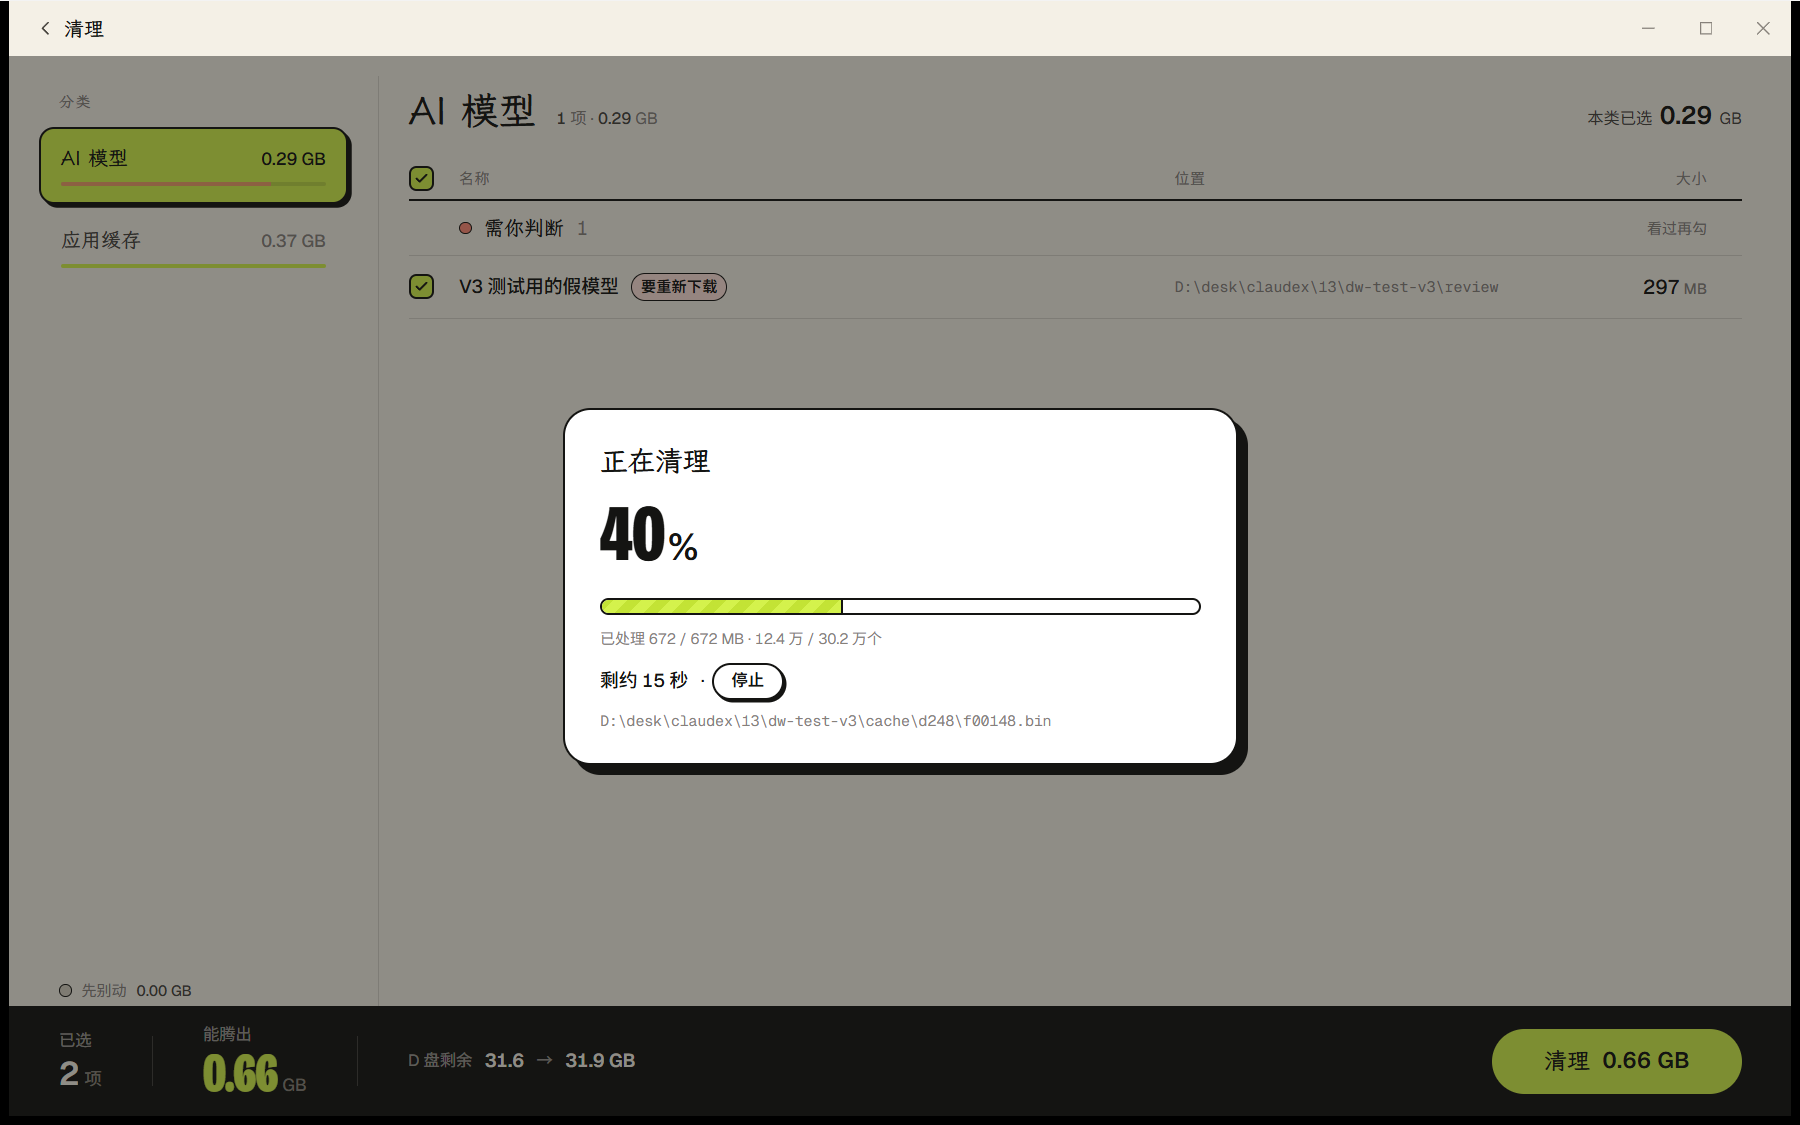 清理
分类
AI 模型 0.29 GB
应用缓存 0.37 GB
先别动 0.00 GB
AI 模型 1 项 · 0.29 GB
本类已选 0.29 GB
名称 位置 大小
需你判断 1 看过再勾
V3 测试用的假模型 要重新下载 D:\desk\claudex\13\dw-test-v3\review 297 MB
正在清理
40%
已处理 672 / 672 MB · 12.4 万 / 30.2 万个
剩约 15 秒 · 停止
D:\desk\claudex\13\dw-test-v3\cache\d248\f00148.bin
已选
2 项
能腾出
0.66 GB
D 盘剩余 31.6 → 31.9 GB
清理 0.66 GB